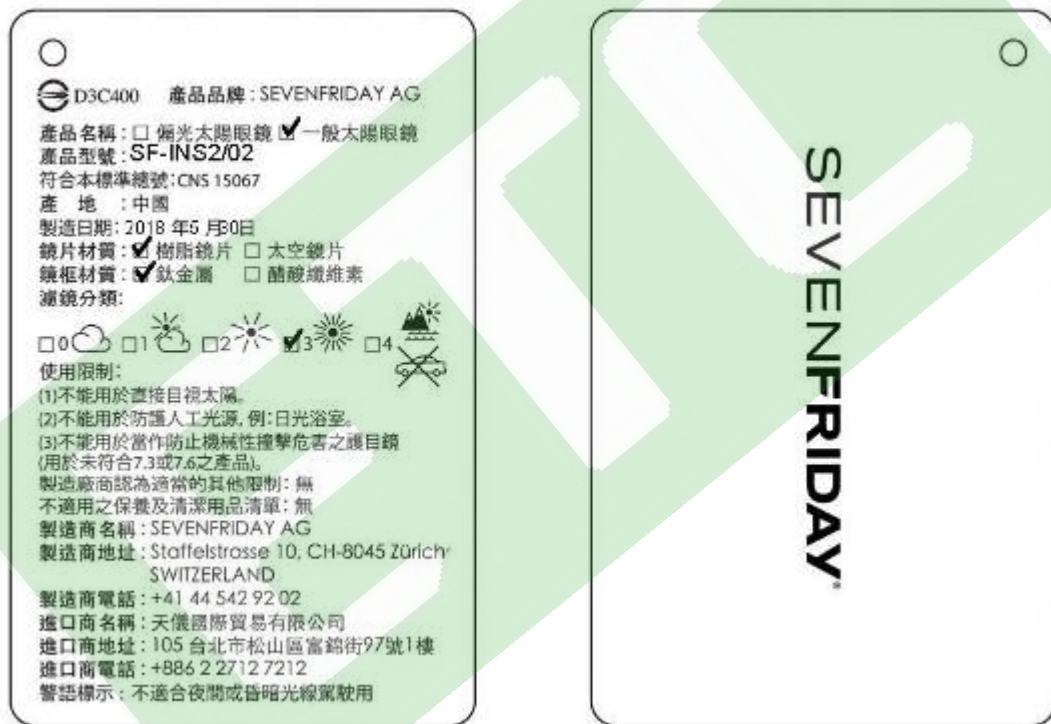 D3C400 產品品牌：SEVENFRIDAY AG
產品名稱：□ 偏光太陽眼鏡 ☑ 一般太陽眼鏡
產品型號：SF-INS2/02
符合本標準總號：CNS 15067
產 地 ：中國
製造日期：2018 年5 月30日
鏡片材質：☑ 樹脂鏡片 □ 太空鏡片
鏡框材質：☑ 鈦金屬 □ 醋酸纖維素
濾鏡分類：
□0 □1 □2 ☑3 □4
使用限制：
(1)不能用於直接目視太陽。
(2)不能用於防護人工光源, 例：日光浴室。
(3)不能用於當作防止機械性撞擊危害之護目鏡
(用於未符合7.3或7.6之產品)。
製造廠商認為適當的其他限制：無
不適用之保養及清潔用品清單：無
製造商名稱：SEVENFRIDAY AG
製造商地址：Staffelstrasse 10, CH-8045 Zürich
SWITZERLAND
製造商電話：+41 44 542 92 02
進口商名稱：天儀國際貿易有限公司
進口商地址：105 台北市松山區富錦街97號1樓
進口商電話：+886 2 2712 7212
警語標示：不適合夜間或昏暗光線駕駛用
SEVENFRIDAY
ETC